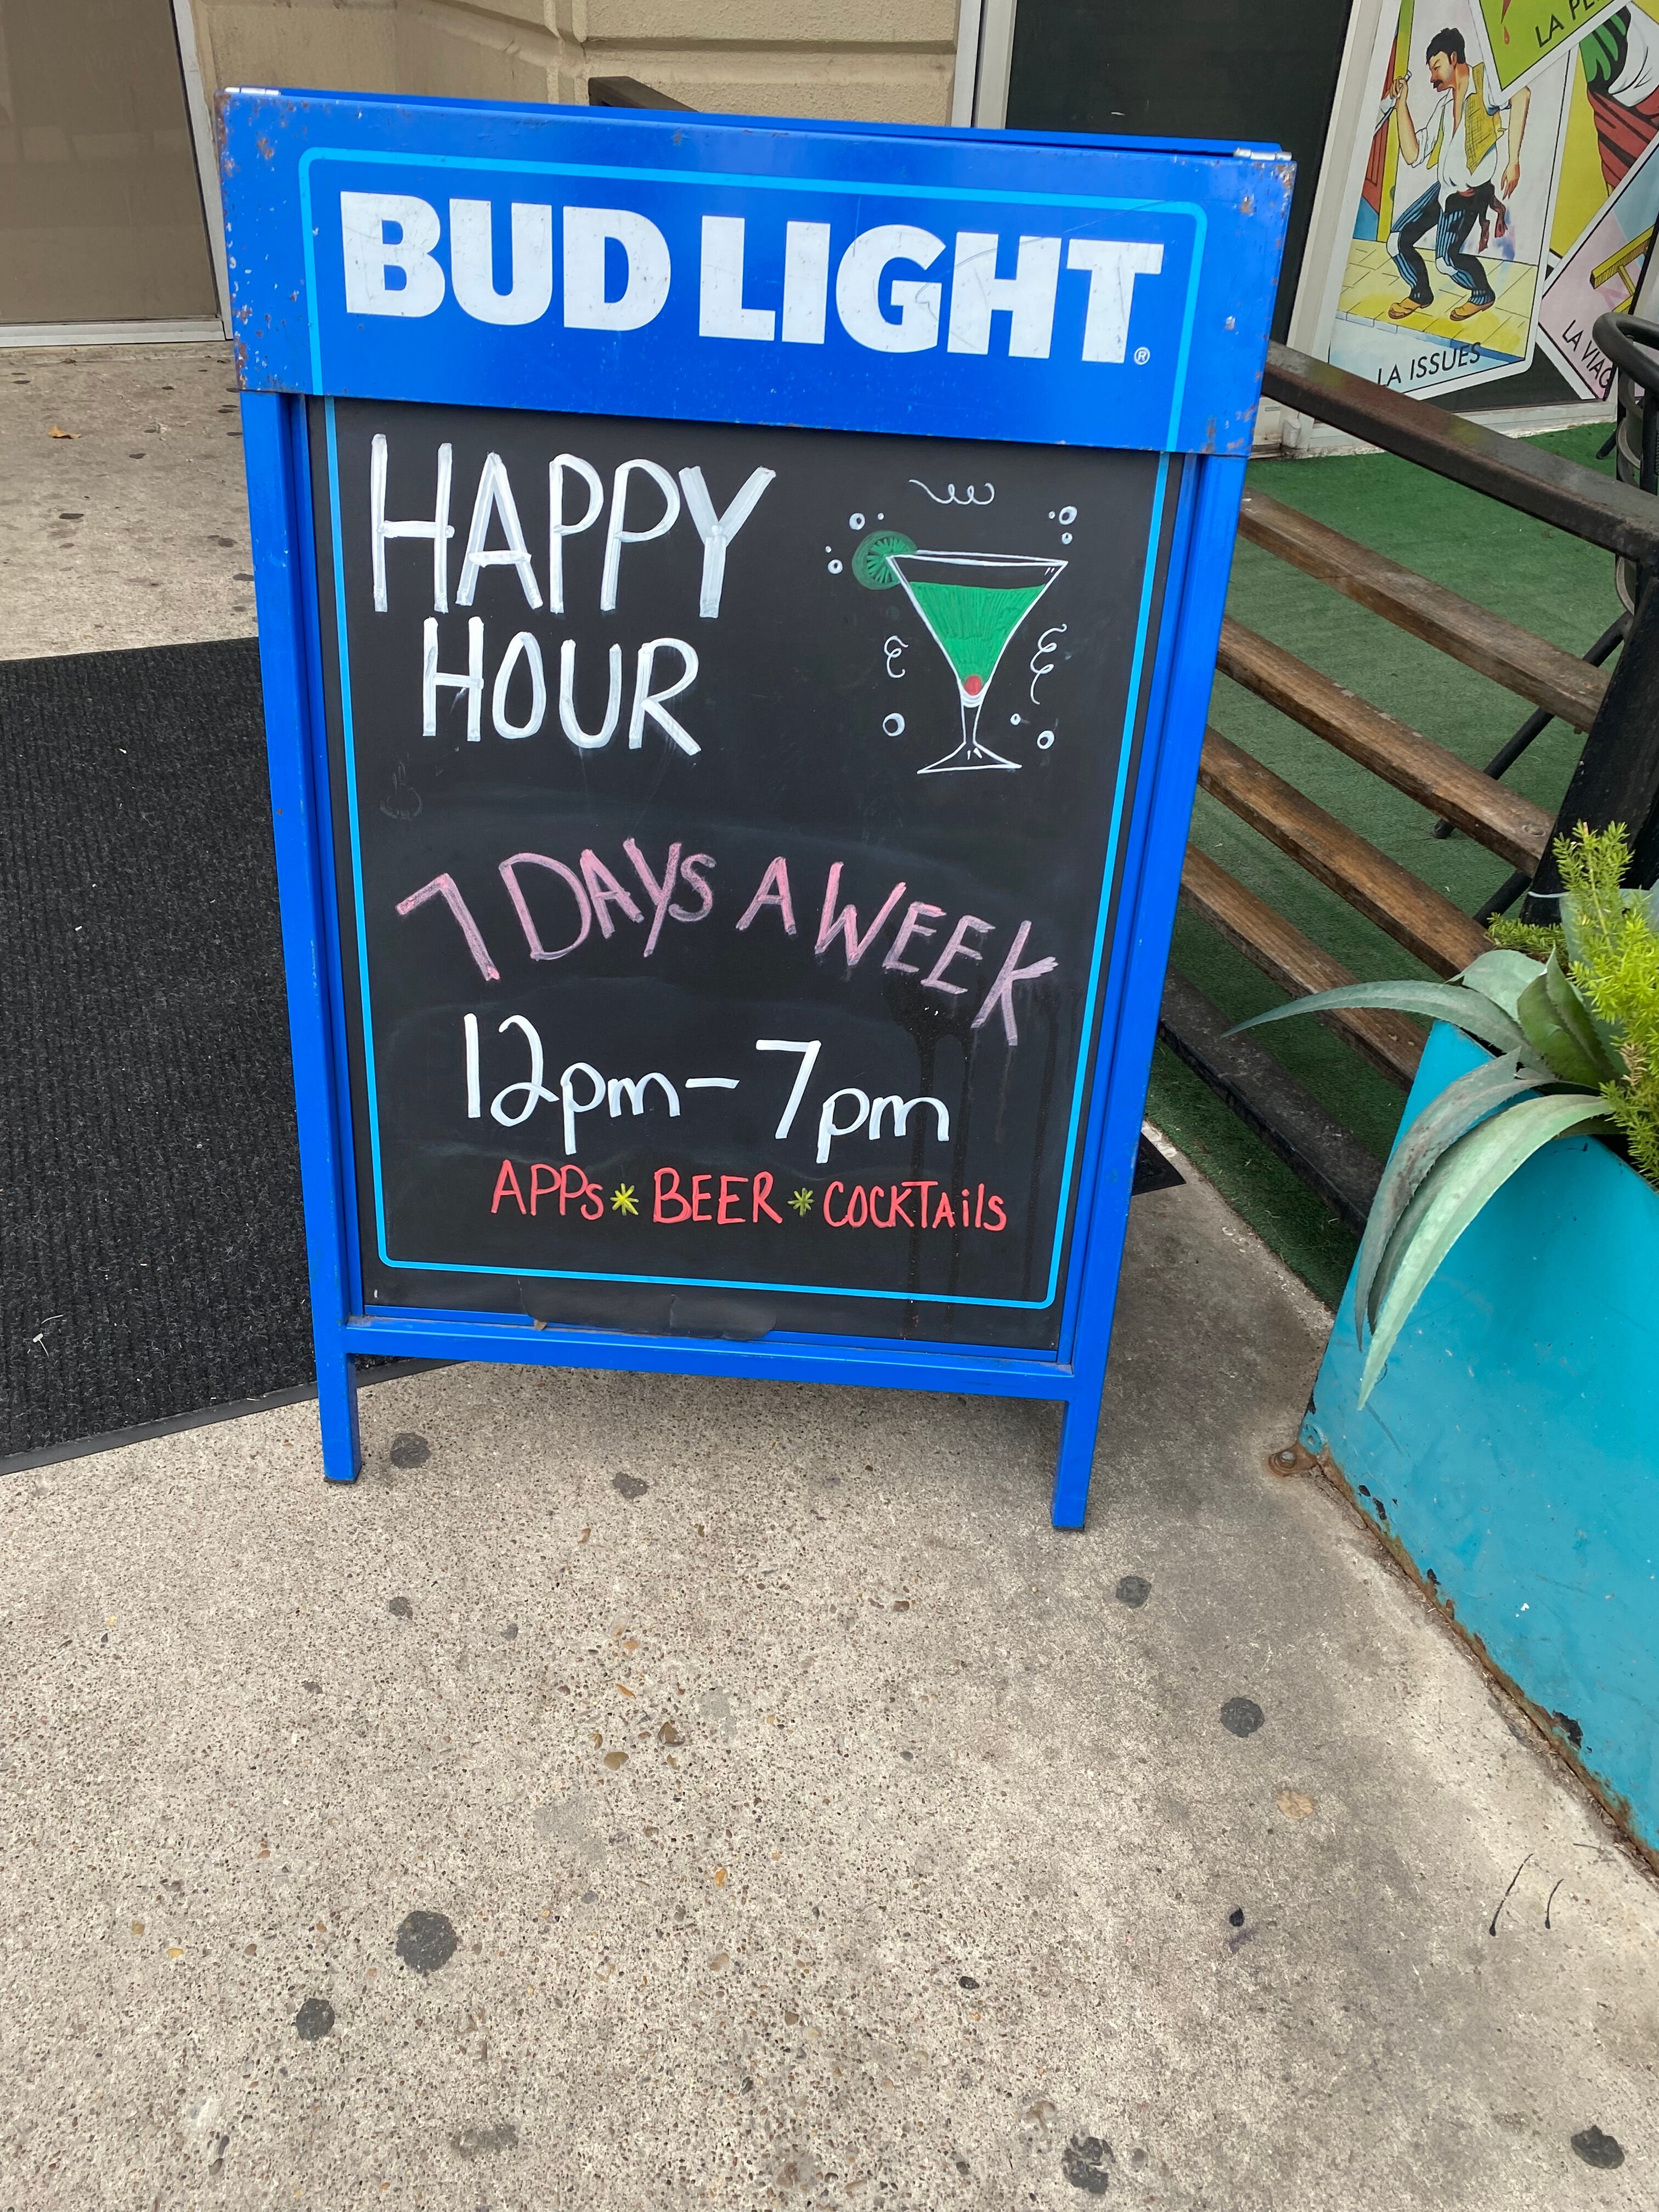 BUD LIGHT®
HAPPY
HOUR
7 DAYS A WEEK
12pm-7pm
APPs * BEER * COCKTAils
LA ISSUES